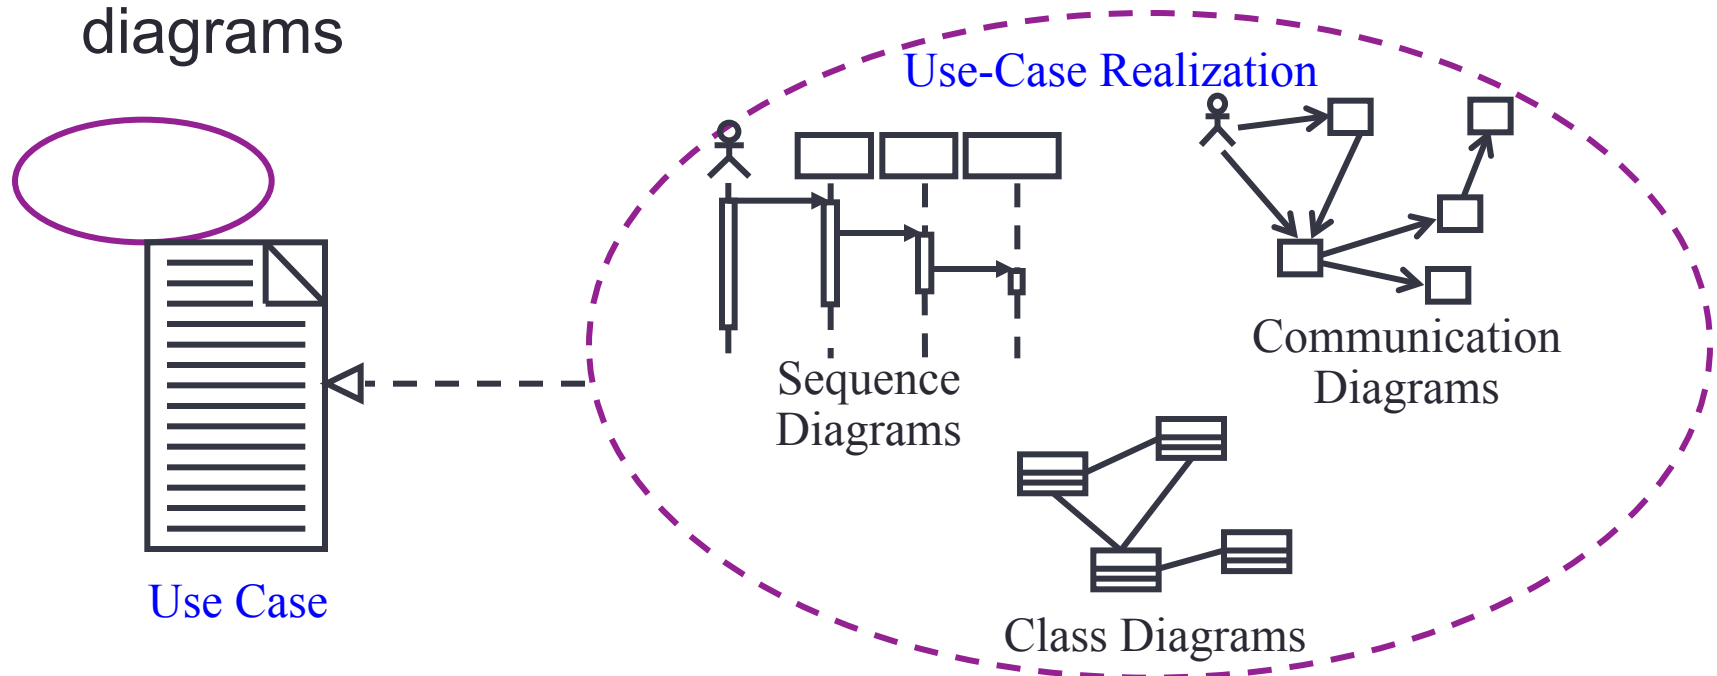 diagrams
Use-Case Realization
Sequence
Diagrams
Communication
Diagrams
Use Case
Class Diagrams